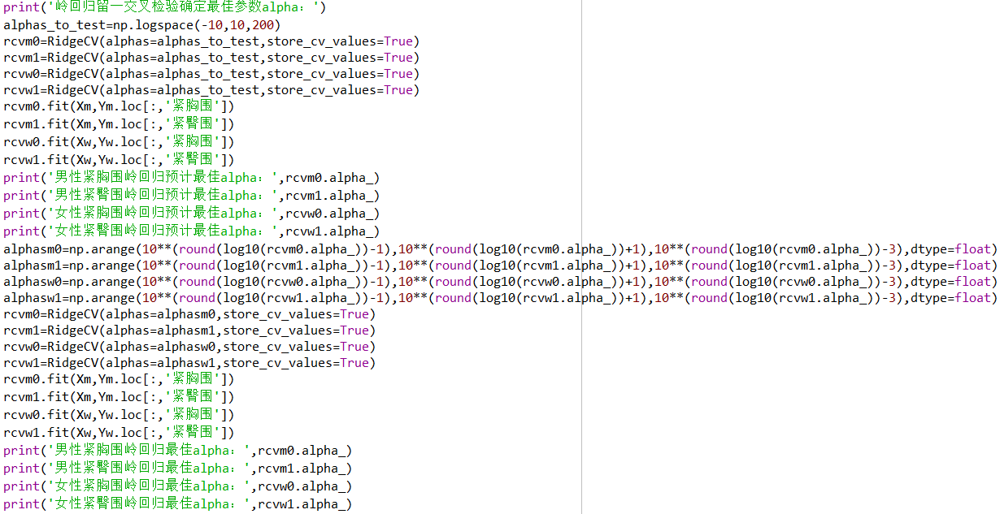 print('岭回归留一交叉检验确定最佳参数alpha：')
alphas_to_test=np.logspace(-10,10,200)
rcvm0=RidgeCV(alphas=alphas_to_test,store_cv_values=True)
rcvm1=RidgeCV(alphas=alphas_to_test,store_cv_values=True)
rcvw0=RidgeCV(alphas=alphas_to_test,store_cv_values=True)
rcvw1=RidgeCV(alphas=alphas_to_test,store_cv_values=True)
rcvm0.fit(Xm,Ym.loc[:,'紧胸围'])
rcvm1.fit(Xm,Ym.loc[:,'紧臀围'])
rcvw0.fit(Xw,Yw.loc[:,'紧胸围'])
rcvw1.fit(Xw,Yw.loc[:,'紧臀围'])
print('男性紧胸围岭回归预计最佳alpha：',rcvm0.alpha_)
print('男性紧臀围岭回归预计最佳alpha：',rcvm1.alpha_)
print('女性紧胸围岭回归预计最佳alpha：',rcvw0.alpha_)
print('女性紧臀围岭回归预计最佳alpha：',rcvw1.alpha_)
alphasm0=np.arange(10**(round(log10(rcvm0.alpha_))-1),10**(round(log10(rcvm0.alpha_))+1),10**(round(log10(rcvm0.alpha_))-3),dtype=float)
alphasm1=np.arange(10**(round(log10(rcvm1.alpha_))-1),10**(round(log10(rcvm1.alpha_))+1),10**(round(log10(rcvm1.alpha_))-3),dtype=float)
alphasw0=np.arange(10**(round(log10(rcvw0.alpha_))-1),10**(round(log10(rcvw0.alpha_))+1),10**(round(log10(rcvw0.alpha_))-3),dtype=float)
alphasw1=np.arange(10**(round(log10(rcvw1.alpha_))-1),10**(round(log10(rcvw1.alpha_))+1),10**(round(log10(rcvw1.alpha_))-3),dtype=float)
rcvm0=RidgeCV(alphas=alphasm0,store_cv_values=True)
rcvm1=RidgeCV(alphas=alphasm1,store_cv_values=True)
rcvw0=RidgeCV(alphas=alphasw0,store_cv_values=True)
rcvw1=RidgeCV(alphas=alphasw1,store_cv_values=True)
rcvm0.fit(Xm,Ym.loc[:,'紧胸围'])
rcvm1.fit(Xm,Ym.loc[:,'紧臀围'])
rcvw0.fit(Xw,Yw.loc[:,'紧胸围'])
rcvw1.fit(Xw,Yw.loc[:,'紧臀围'])
print('男性紧胸围岭回归最佳alpha：',rcvm0.alpha_)
print('男性紧臀围岭回归最佳alpha：',rcvm1.alpha_)
print('女性紧胸围岭回归最佳alpha：',rcvw0.alpha_)
print('女性紧臀围岭回归最佳alpha：',rcvw1.alpha_)